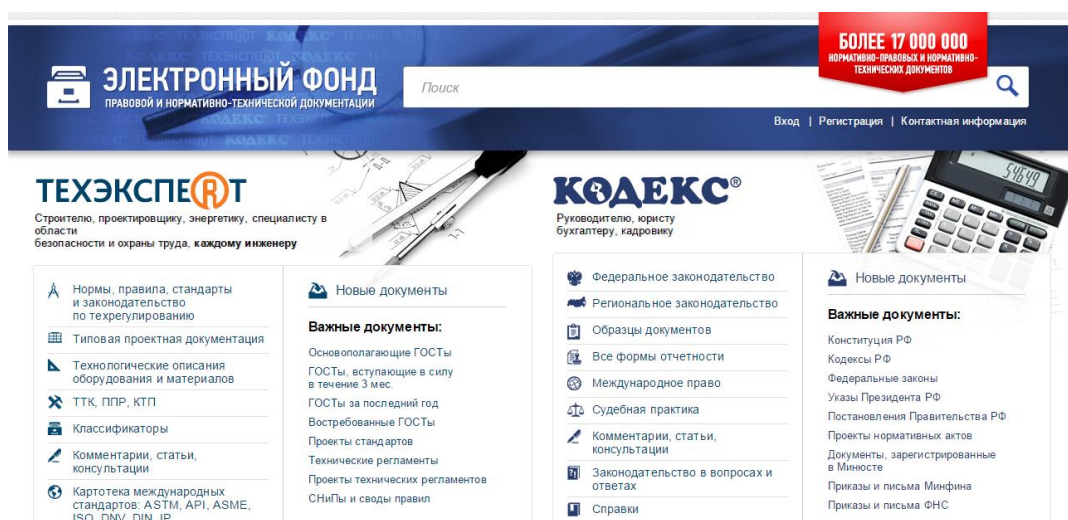 БОЛЕЕ 17 000 000
НОРМАТИВНО-ПРАВОВЫХ И НОРМАТИВНО-
ТЕХНИЧЕСКИХ ДОКУМЕНТОВ
ЭЛЕКТРОННЫЙ ФОНД
ПРАВОВОЙ И НОРМАТИВНО-ТЕХНИЧЕСКОЙ ДОКУМЕНТАЦИИ
Поиск
Вход | Регистрация | Контактная информация
ТЕХЭКСПЕRТ
Строителю, проектировщику, энергетику, специалисту в
области
безопасности и охраны труда, каждому инженеру
Нормы, правила, стандарты
и законодательство
по техрегулированию
Типовая проектная документация
Технологические описания
оборудования и материалов
ТТК, ППР, КТП
Классификаторы
Комментарии, статьи,
консультации
Картотека международных
стандартов: ASTM, API, ASME,
ISO, DNV, DIN, IP
Новые документы
Важные документы:
Основополагающие ГОСТы
ГОСТы, вступающие в силу
в течение 3 мес.
ГОСТы за последний год
Востребованные ГОСТы
Проекты стандартов
Технические регламенты
Проекты технических регламентов
СНиПы и своды правил
КОДЕКС®
Руководителю, юристу
бухгалтеру, кадровику
Федеральное законодательство
Региональное законодательство
Образцы документов
Все формы отчетности
Международное право
Судебная практика
Комментарии, статьи,
консультации
Законодательство в вопросах и
ответах
Справки
Новые документы
Важные документы:
Конституция РФ
Кодексы РФ
Федеральные законы
Указы Президента РФ
Постановления Правительства РФ
Проекты нормативных актов
Документы, зарегистрированные
в Минюсте
Приказы и письма Минфина
Приказы и письма ФНС